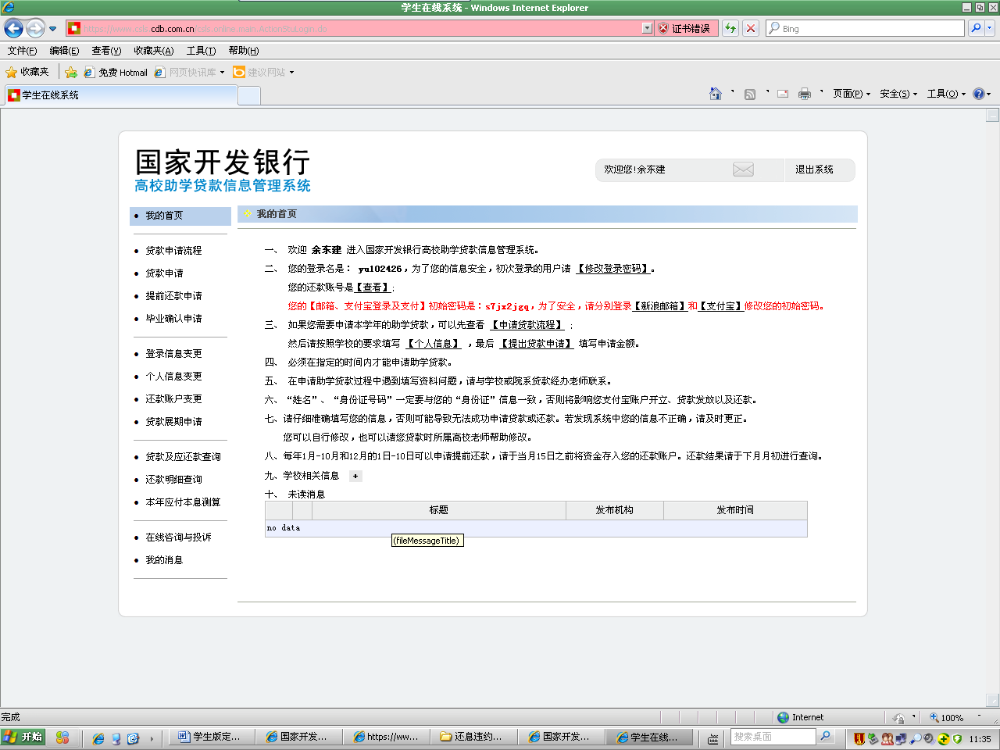 学生在线系统 - Windows Internet Explorer
https://www.csls.cdb.com.cn/csls.online.main.ActionStuLogin.do
证书错误
Bing
文件(F) 编辑(E) 查看(V) 收藏夹(A) 工具(T) 帮助(H)
收藏夹 免费 Hotmail 网页快讯库 建议网站
学生在线系统
页面(P) 安全(S) 工具(O)
国家开发银行
高校助学贷款信息管理系统
欢迎您!余东建
退出系统
我的首页
贷款申请流程
贷款申请
提前还款申请
毕业确认申请
登录信息变更
个人信息变更
还款账户变更
贷款展期申请
贷款及应还款查询
还款明细查询
本年应付本息测算
在线咨询与投诉
我的消息
我的首页
一、 欢迎 余东建 进入国家开发银行高校助学贷款信息管理系统。
二、 您的登录名是： yu102426，为了您的信息安全，初次登录的用户请 【修改登录密码】。
您的还款账号是【查看】;
您的【邮箱、支付宝登录及支付】初始密码是：s7jx2jgq，为了安全，请分别登录【新浪邮箱】和【支付宝】修改您的初始密码。
三、 如果您需要申请本学年的助学贷款，可以先查看 【申请贷款流程】 ;
然后请按照学校的要求填写 【个人信息】 ，最后 【提出贷款申请】 填写申请金额。
四、 必须在指定的时间内才能申请助学贷款。
五、 在申请助学贷款过程中遇到填写资料问题，请与学校或院系贷款经办老师联系。
六、“姓名”、“身份证号码”一定要与您的“身份证”信息一致，否则将影响您支付宝账户开立、贷款发放以及还款。
七、请仔细准确填写您的信息，否则可能导致无法成功申请贷款或还款。若发现系统中您的信息不正确，请及时更正。
您可以自行修改，也可以请您贷款时所属高校老师帮助修改。
八、每年1月-10月和12月的1日-10日可以申请提前还款，请于当月15日之前将资金存入您的还款账户。还款结果请于下月月初进行查询。
九、学校相关信息 +
十、 未读消息
标题 发布机构 发布时间
no data
(fileMessageTitle)
完成
Internet
100%
开始
学生版定...
国家开发...
https://ww...
还息违约...
国家开发...
学生在线...
搜索桌面
11:35